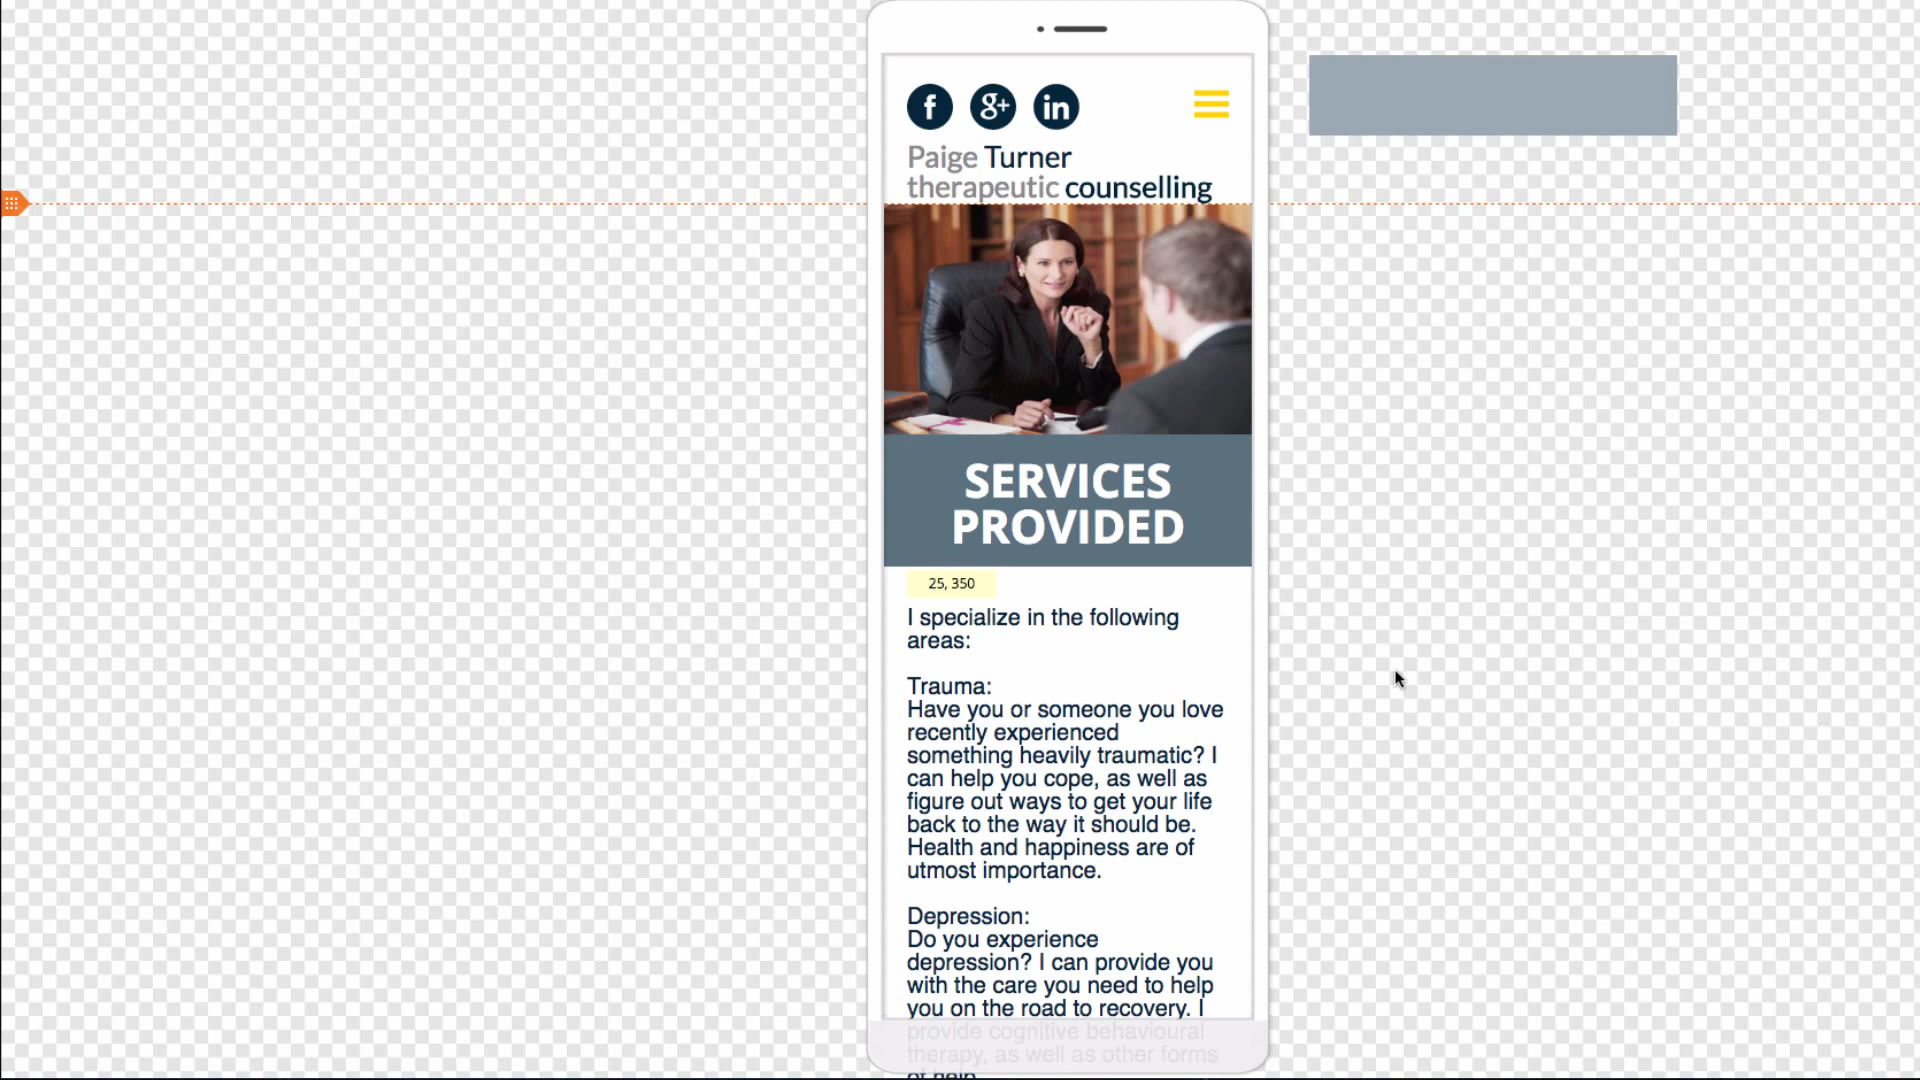 f g+ in
Paige Turner
therapeutic counselling
SERVICES
PROVIDED
25, 350
I specialize in the following
areas:
Trauma:
Have you or someone you love
recently experienced
something heavily traumatic? I
can help you cope, as well as
figure out ways to get your life
back to the way it should be.
Health and happiness are of
utmost importance.
Depression:
Do you experience
depression? I can provide you
with the care you need to help
you on the road to recovery. I
provide cognitive behavioural
therapy, as well as other forms
of help.